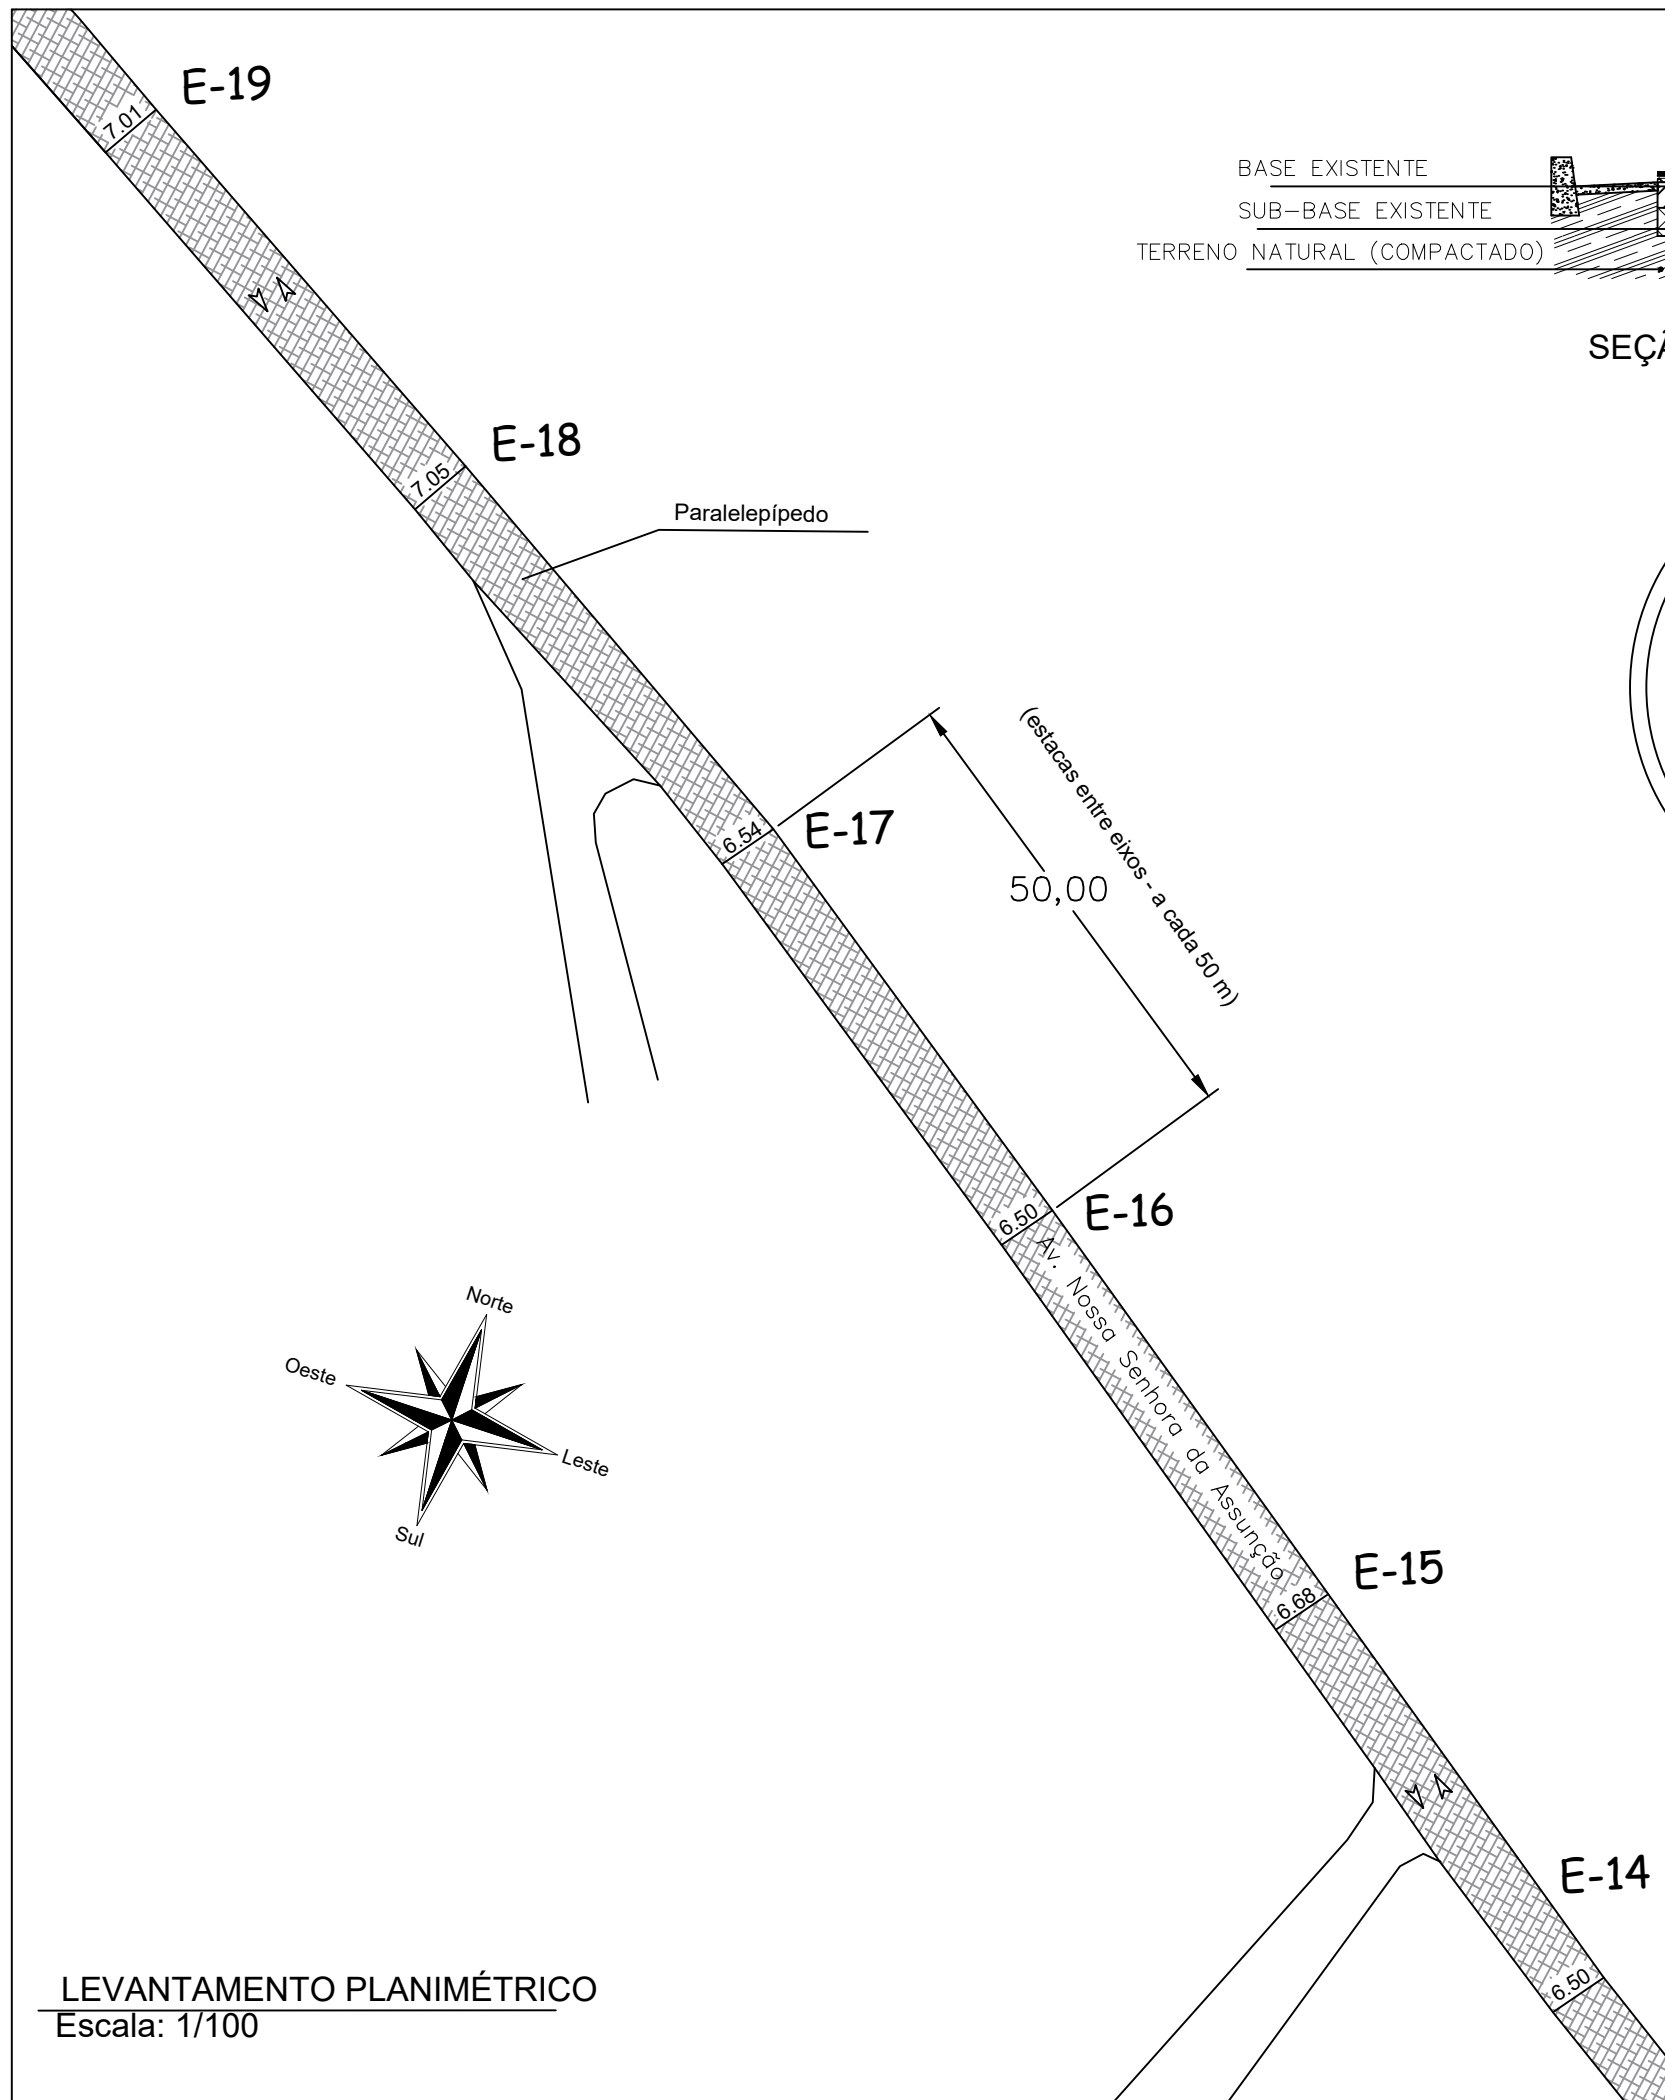 E-19
7.01
BASE EXISTENTE
SUB-BASE EXISTENTE
TERRENO NATURAL (COMPACTADO)
E-18
7.05
Paralelepípedo
(estacas entre eixos - a cada 50 m)
50,00
E-17
6.54
E-16
6.50
Av. Nossa Senhora da Assunção
Norte
Oeste
Leste
Sul
E-15
6.68
E-14
6.50
LEVANTAMENTO PLANIMÉTRICO
Escala: 1/100